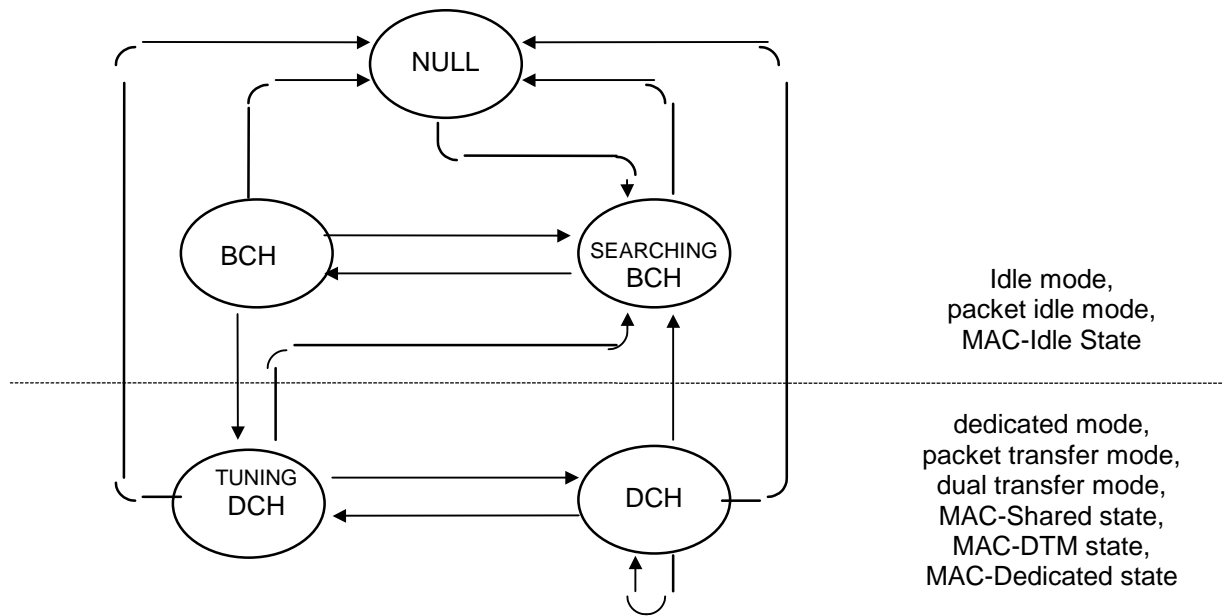 NULL
BCH
SEARCHING
BCH
Idle mode,
packet idle mode,
MAC-Idle State
TUNING
DCH
DCH
dedicated mode,
packet transfer mode,
dual transfer mode,
MAC-Shared state,
MAC-DTM state,
MAC-Dedicated state